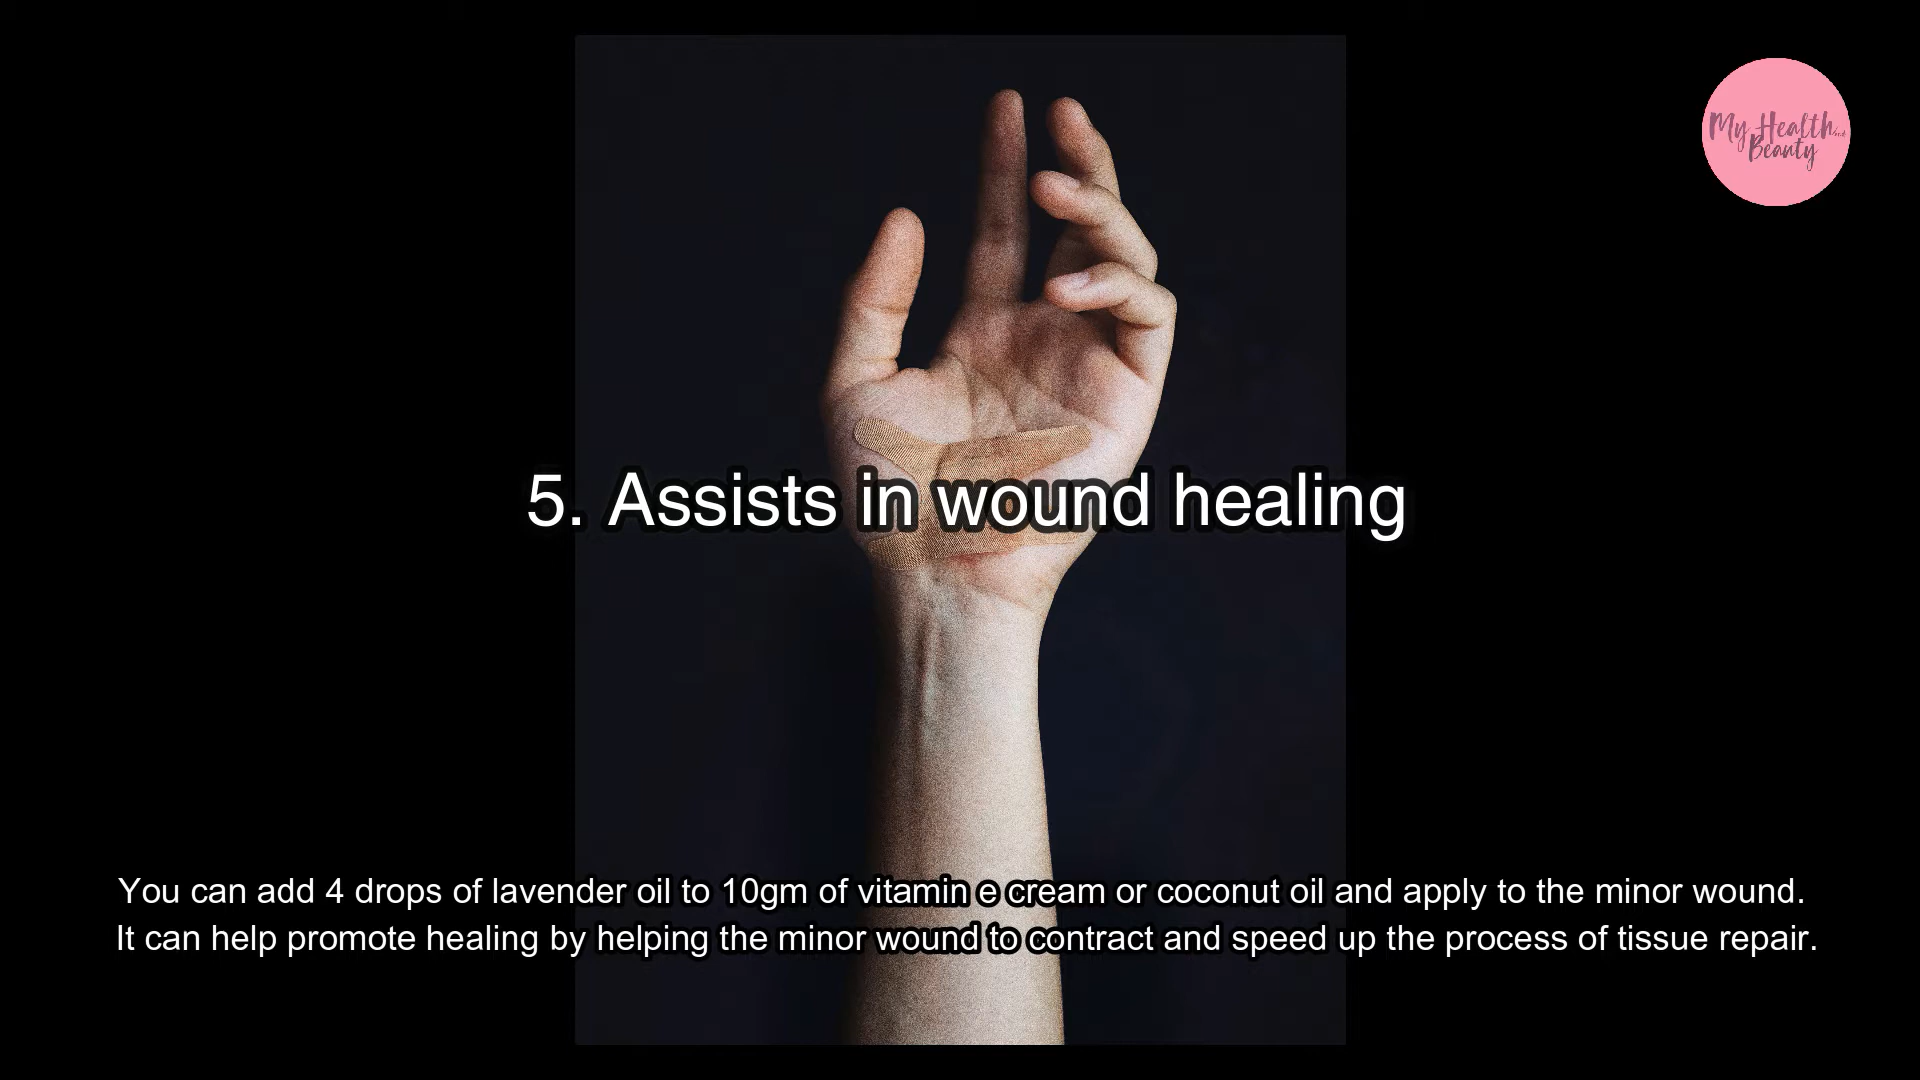 My Health
Beauty
5. Assists in wound healing
You can add 4 drops of lavender oil to 10gm of vitamin e cream or coconut oil and apply to the minor wound.
It can help promote healing by helping the minor wound to contract and speed up the process of tissue repair.